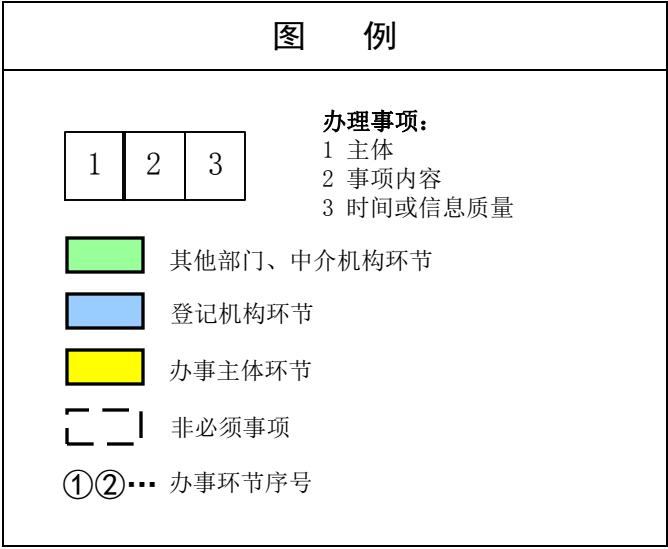 图 例
办理事项：
1 2 3
1 主体
2 事项内容
3 时间或信息质量
其他部门、中介机构环节
登记机构环节
办事主体环节
非必须事项
①②… 办事环节序号